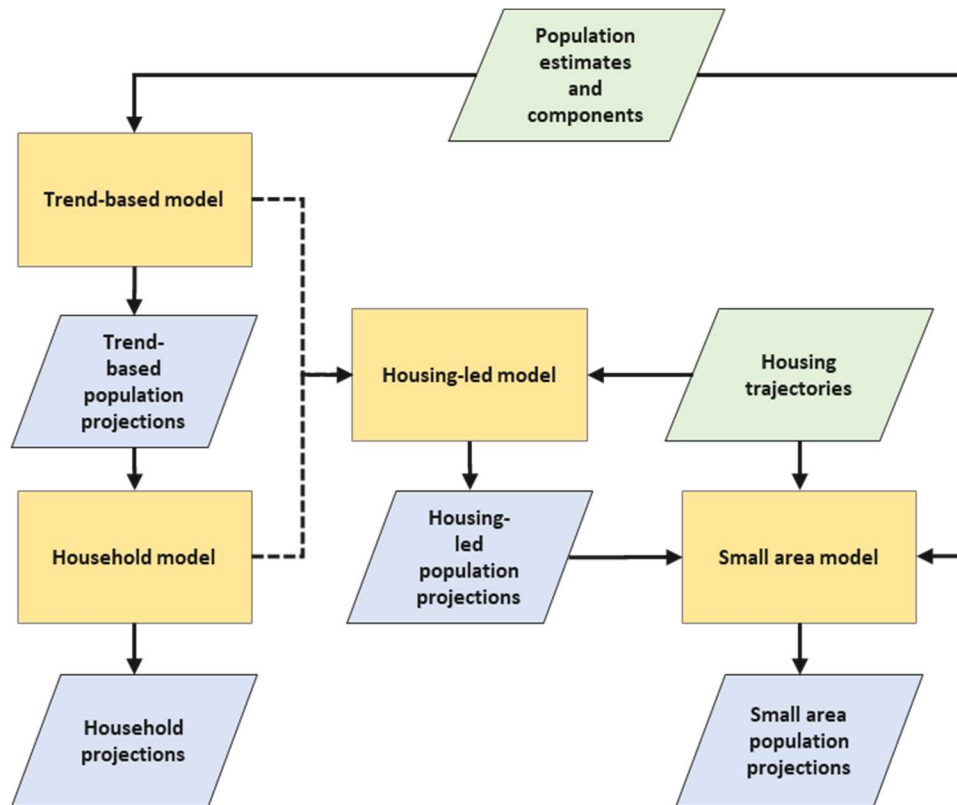 Population
estimates
and
components
Trend-based model
Trend-
based
population
projections
Housing-led model
Housing
trajectories
Household model
Housing-
led
population
projections
Small area model
Household
projections
Small area
population
projections